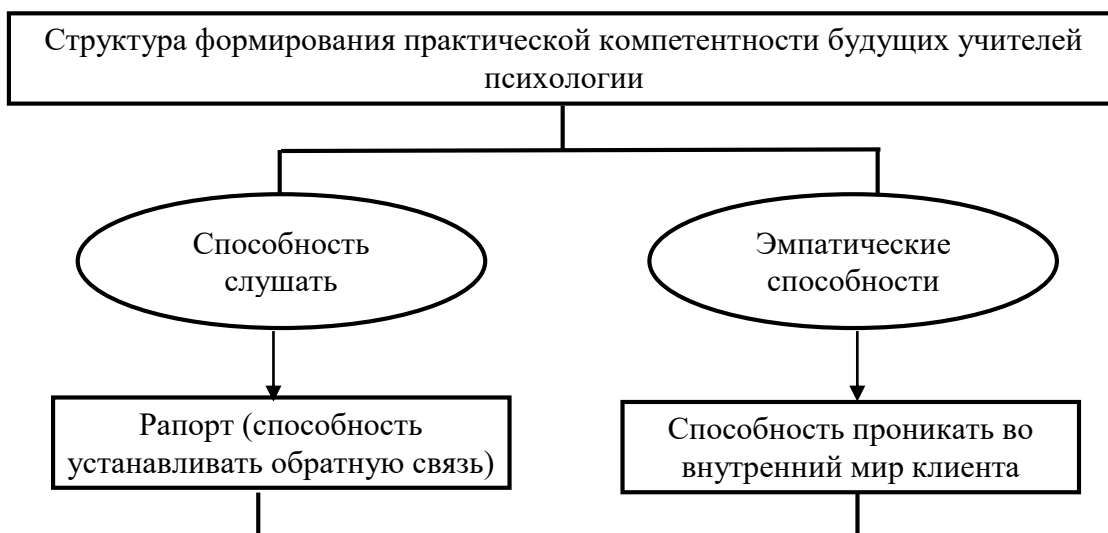 Структура формирования практической компетентности будущих учителей
психологии
Способность
слушать
Эмпатические
способности
Рапорт (способность
устанавливать обратную связь)
Способность проникать во
внутренний мир клиента